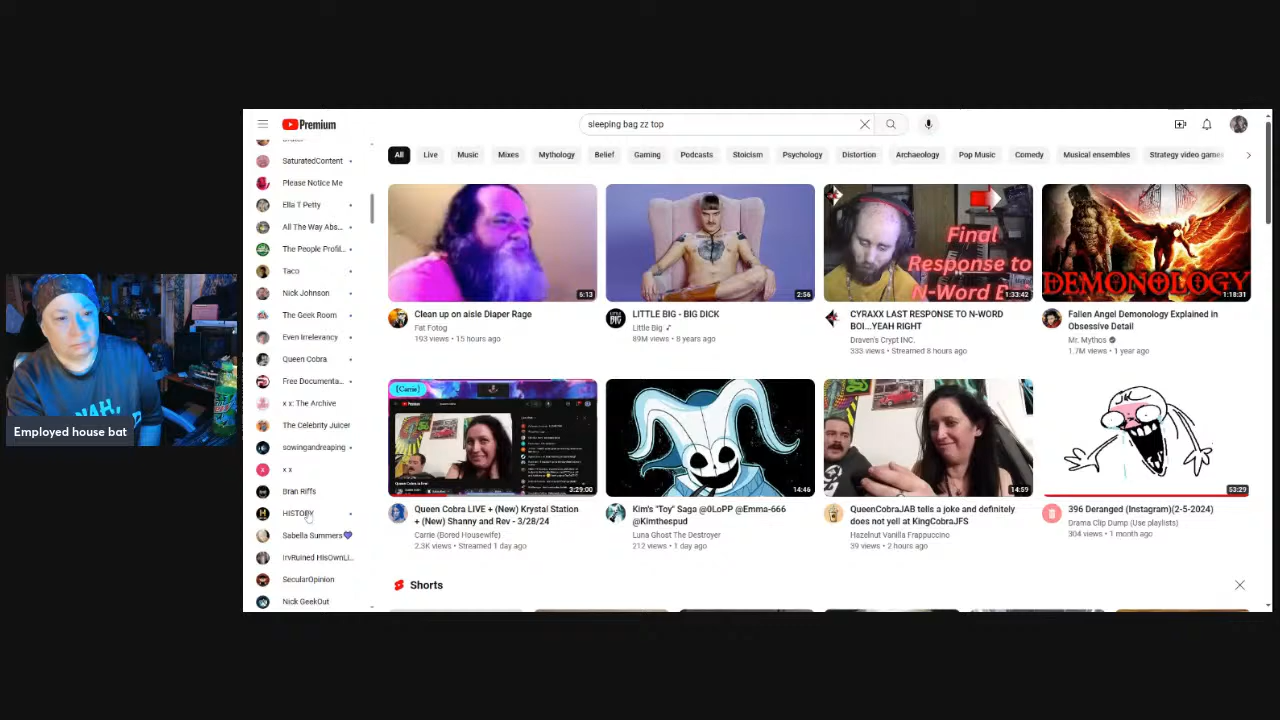 Premium
sleeping bag zz top
All
Live
Music
Mixes
Mythology
Belief
Gaming
Podcasts
Stoicism
Psychology
Distortion
Archaeology
Pop Music
Comedy
Musical ensembles
Strategy video games
SaturatedContent
Please Notice Me
Ella T Petty
All The Way Abs...
The People Profil...
Taco
Nick Johnson
The Geek Room
Even Irrelevancy
Queen Cobra
Free Documenta...
x x: The Archive
The Celebrity Juicer
sowingandreaping
x x
Bran Riffs
HISTORY
Sabella Summers💜
IrvRuined HisOwnLi...
SecularOpinion
Nick GeekOut
6:13
Clean up on aisle Diaper Rage
Fat Fotog
193 views • 15 hours ago
2:56
LITTLE BIG - BIG DICK
Little Big
89M views • 8 years ago
Final
Response to
N-Word B
1:33:42
CYRAXX LAST RESPONSE TO N-WORD
BOI...YEAH RIGHT
Draven's Crypt INC.
333 views • Streamed 8 hours ago
DEMONOLOGY
1:18:31
Fallen Angel Demonology Explained in
Obsessive Detail
Mr. Mythos
1.7M views • 1 year ago
{Carrie}
Premium
3:29:00
Queen Cobra LIVE + (New) Krystal Station
+ (New) Shanny and Rev - 3/28/24
Carrie (Bored Housewife)
2.3K views • Streamed 1 day ago
14:46
Kim's "Toy" Saga @0LoPP @Emma-666
@Kimthespud
Luna Ghost The Destroyer
212 views • 1 day ago
14:59
QueenCobraJAB tells a joke and definitely
does not yell at KingCobraJFS
Hazelnut Vanilla Frappuccino
39 views • 2 hours ago
53:29
396 Deranged (Instagram)(2-5-2024)
Drama Clip Dump (Use playlists)
304 views • 1 month ago
Shorts
NAH,
Employed house bat